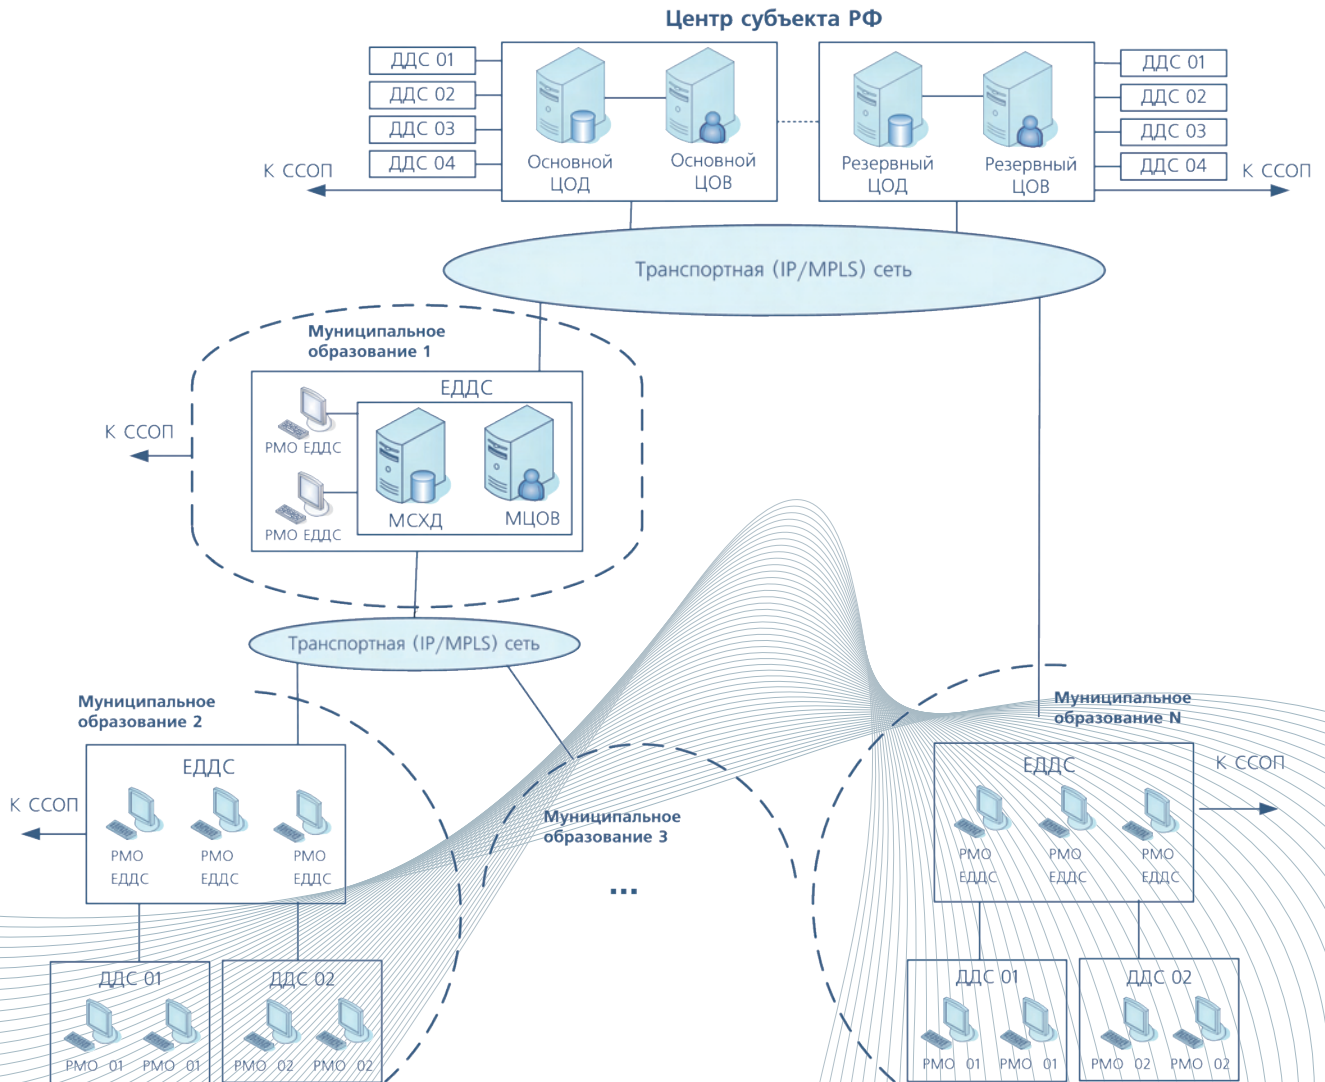 Центр субъекта РФ
ДДС 01
ДДС 02
ДДС 03
ДДС 04
К ССОП
Основной
ЦОД
Основной
ЦОВ
Резервный
ЦОД
Резервный
ЦОВ
ДДС 01
ДДС 02
ДДС 03
ДДС 04
К ССОП
Транспортная (IP/MPLS) сеть
Муниципальное
образование 1
ЕДДС
РМО ЕДДС
РМО ЕДДС
МСХД
МЦОВ
К ССОП
Транспортная (IP/MPLS) сеть
Муниципальное
образование 2
ЕДДС
К ССОП
РМО
ЕДДС
РМО
ЕДДС
РМО
ЕДДС
ДДС 01
РМО 01
РМО 01
ДДС 02
РМО 02
РМО 02
Муниципальное
образование 3
...
Муниципальное
образование N
ЕДДС
К ССОП
РМО
ЕДДС
РМО
ЕДДС
РМО
ЕДДС
ДДС 01
РМО 01
РМО 01
ДДС 02
РМО 02
РМО 02